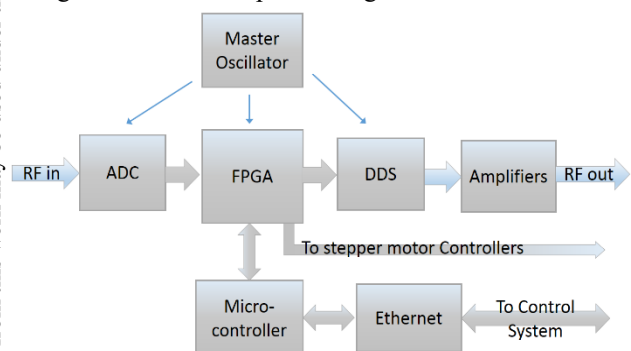 Master
Oscillator
RF in
ADC
FPGA
DDS
Amplifiers
RF out
To stepper motor Controllers
Micro-
controller
Ethernet
To Control
System